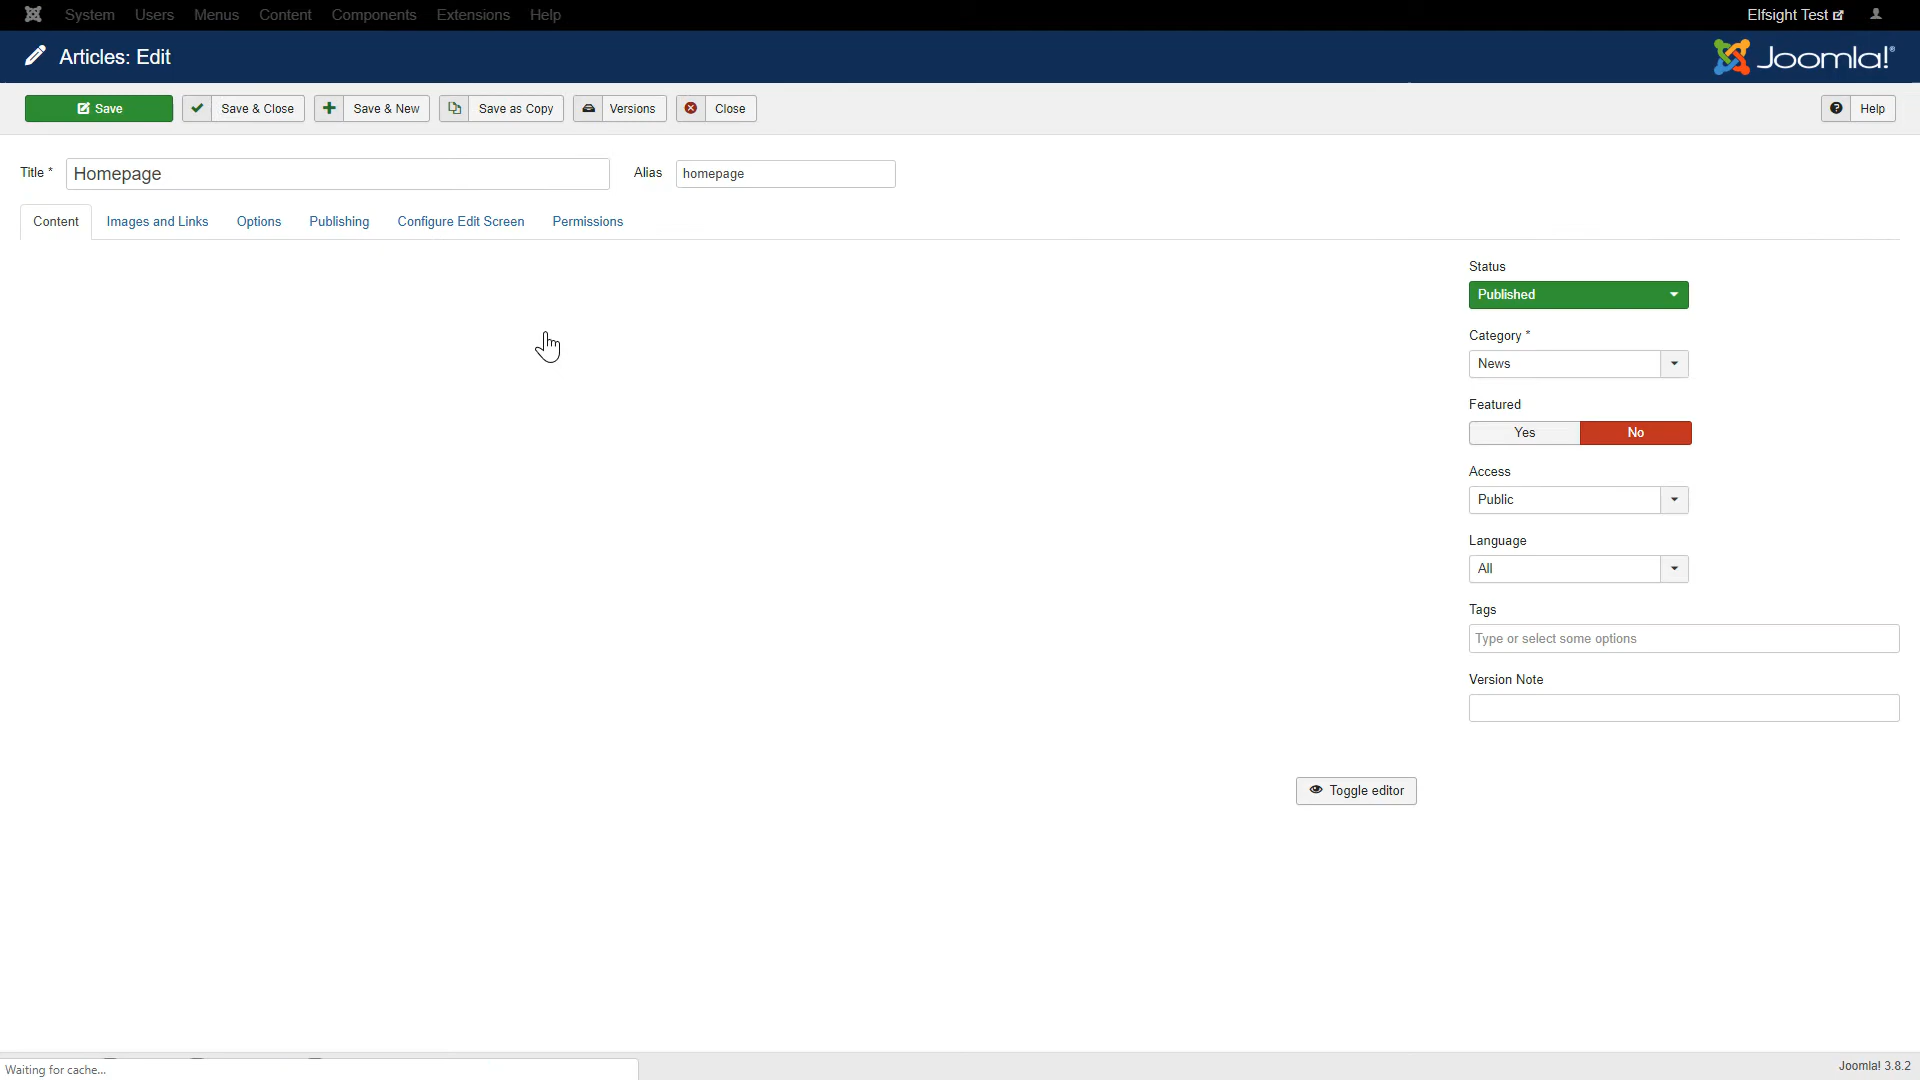 System Users Menus Content Components Extensions Help Elfsight Test
Articles: Edit Joomla!®
Save Save & Close Save & New Save as Copy Versions Close Help
Title * Homepage Alias homepage
Content Images and Links Options Publishing Configure Edit Screen Permissions
Status
Published
Category *
News
Featured
Yes No
Access
Public
Language
All
Tags
Type or select some options
Version Note
Toggle editor
Waiting for cache... Joomla! 3.8.2